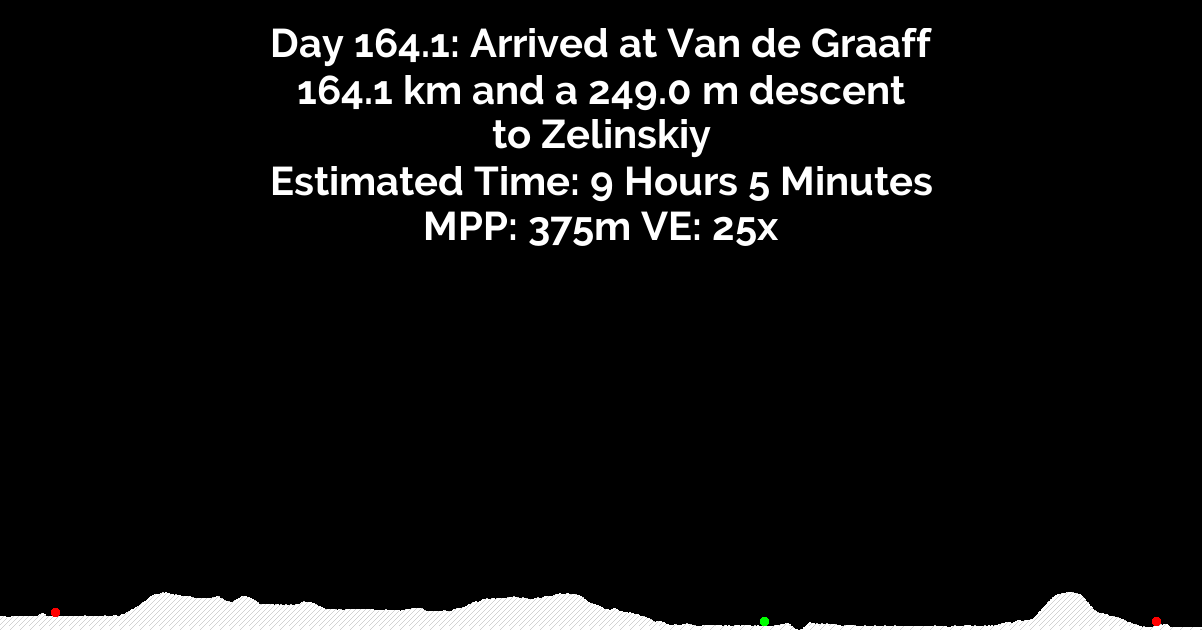 Day 164.1: Arrived at Van de Graaff
164.1 km and a 249.0 m descent
to Zelinskiy
Estimated Time: 9 Hours 5 Minutes
MPP: 375m VE: 25x